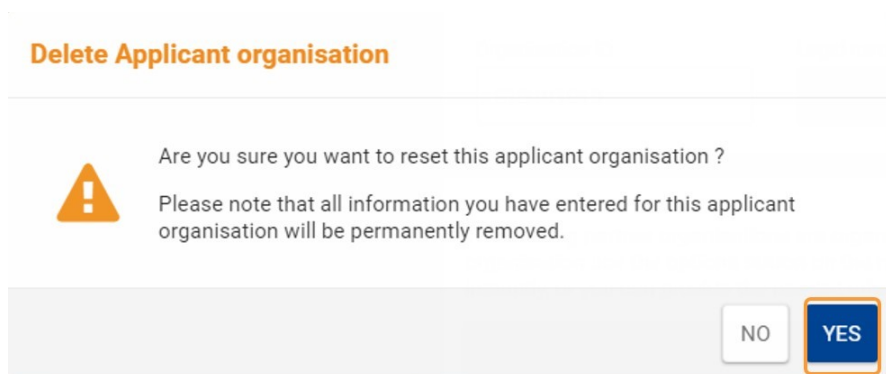 Delete Applicant organisation
Are you sure you want to reset this applicant organisation ?
Please note that all information you have entered for this applicant
organisation will be permanently removed.
NO
YES